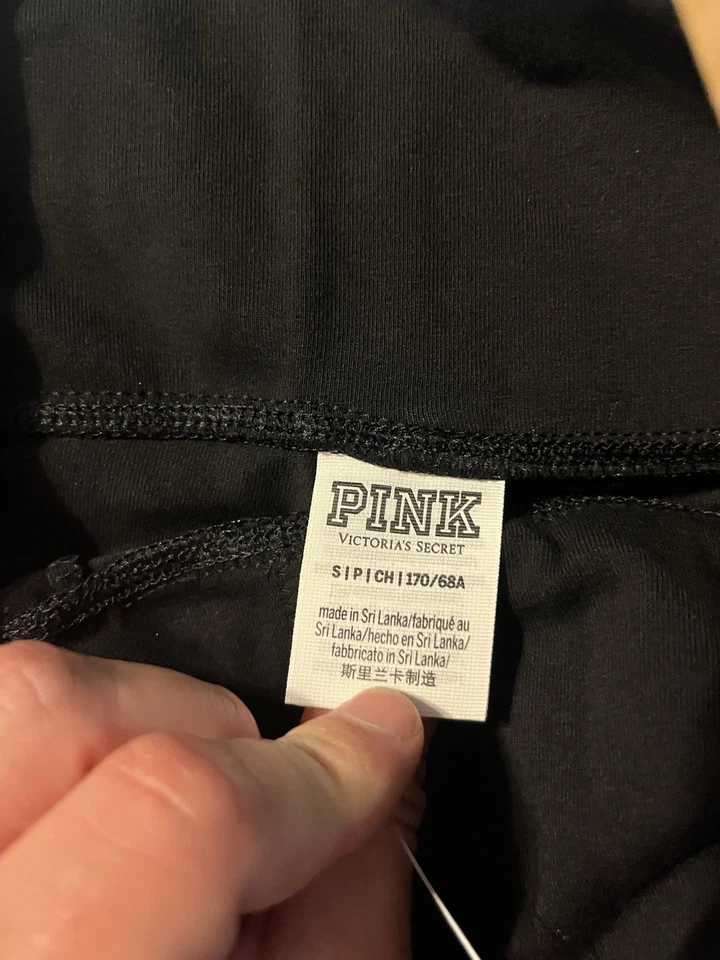 PINK
VICTORIA'S SECRET
S | P | CH | 170/68A
made in Sri Lanka/fabriqué au
Sri Lanka/hecho en Sri Lanka/
fabbricato in Sri Lanka/
斯里兰卡制造